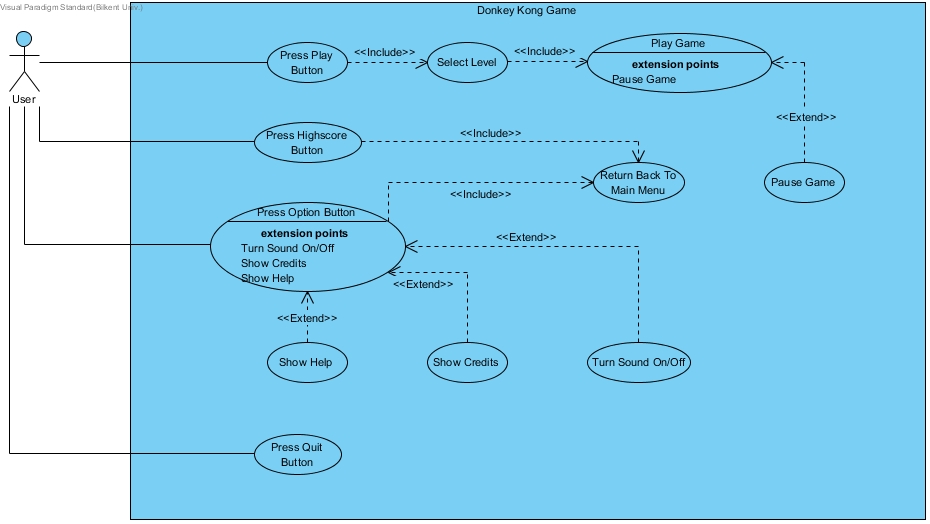 Visual Paradigm Standard(Bilkent Univ.)
Donkey Kong Game
User
Press Play
Button
<<Include>>
Select Level
<<Include>>
Play Game
extension points
Pause Game
<<Extend>>
Pause Game
Press Highscore
Button
<<Include>>
Return Back To
Main Menu
<<Include>>
Press Option Button
extension points
Turn Sound On/Off
Show Credits
Show Help
<<Extend>>
<<Extend>>
<<Extend>>
Show Help
Show Credits
Turn Sound On/Off
Press Quit
Button